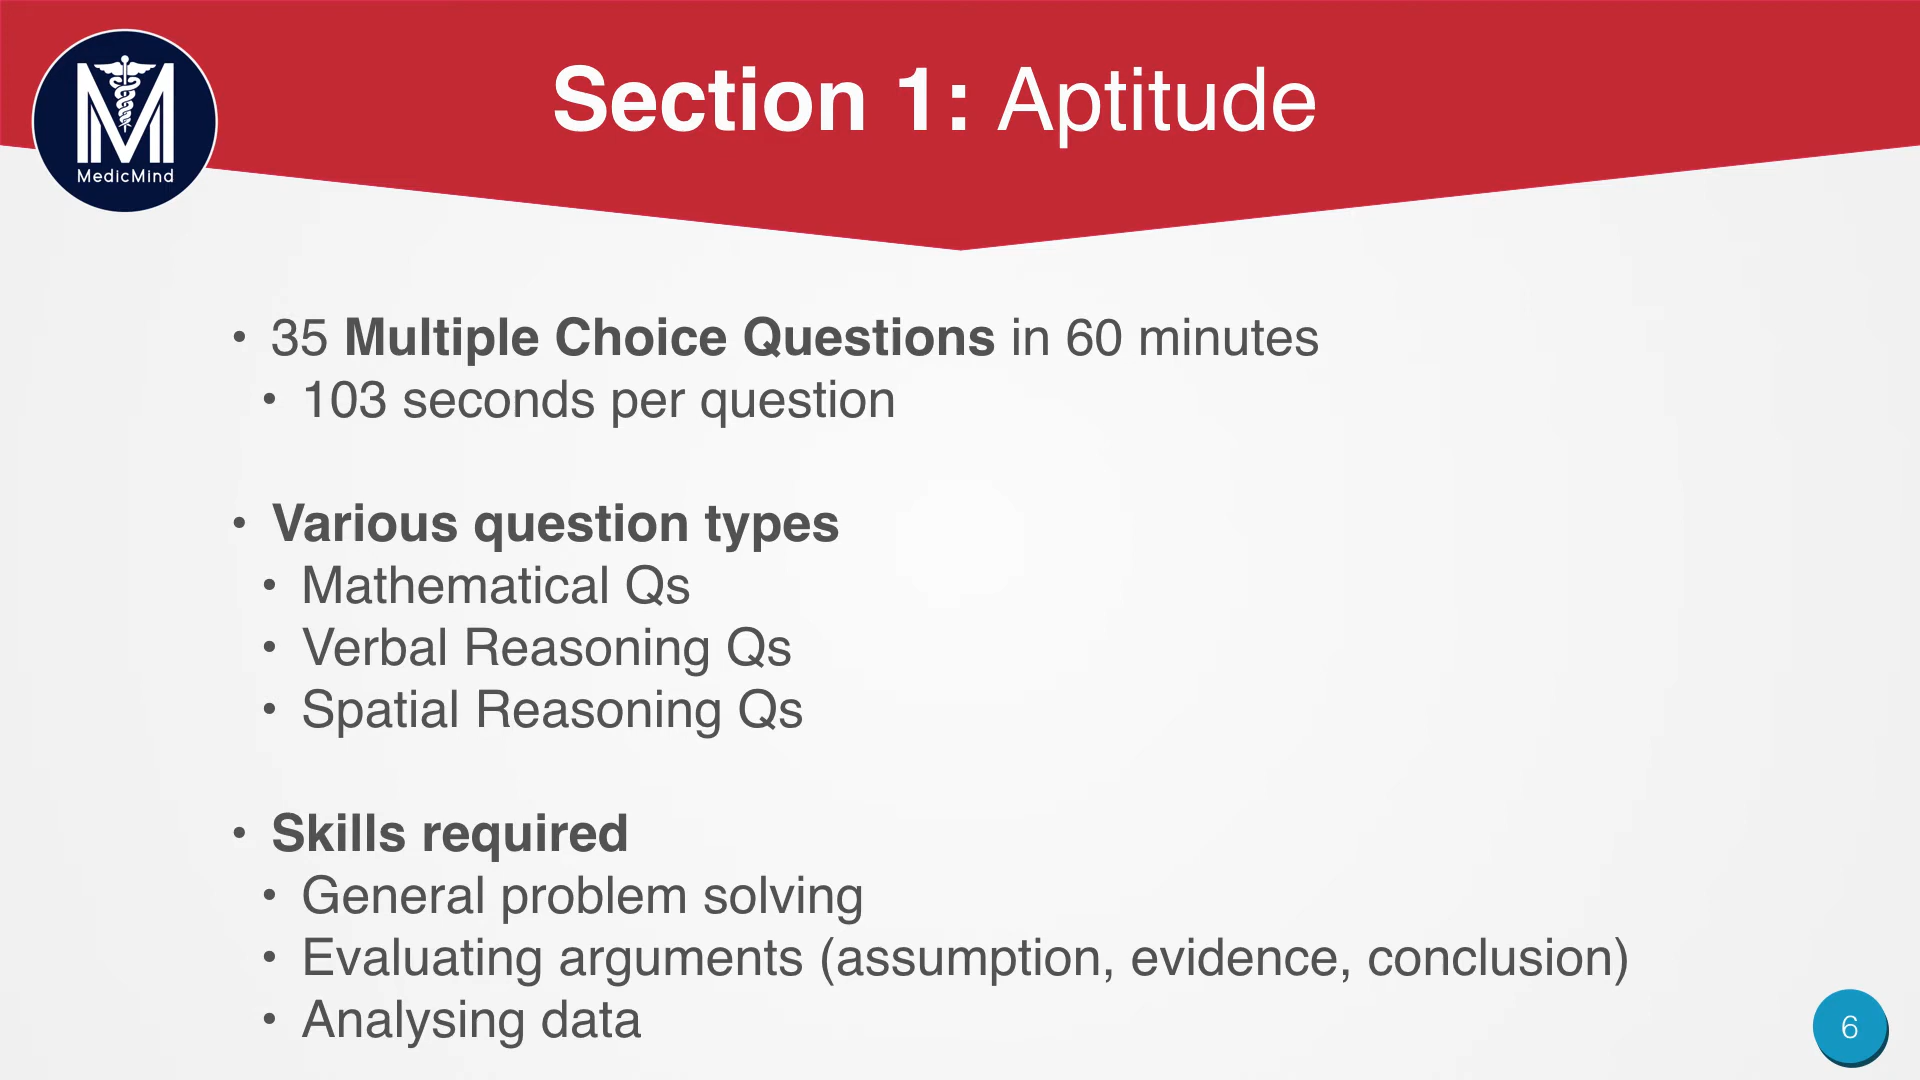 Section 1: Aptitude
MedicMind
• 35 Multiple Choice Questions in 60 minutes
• 103 seconds per question
• Various question types
• Mathematical Qs
• Verbal Reasoning Qs
• Spatial Reasoning Qs
• Skills required
• General problem solving
• Evaluating arguments (assumption, evidence, conclusion)
• Analysing data
6